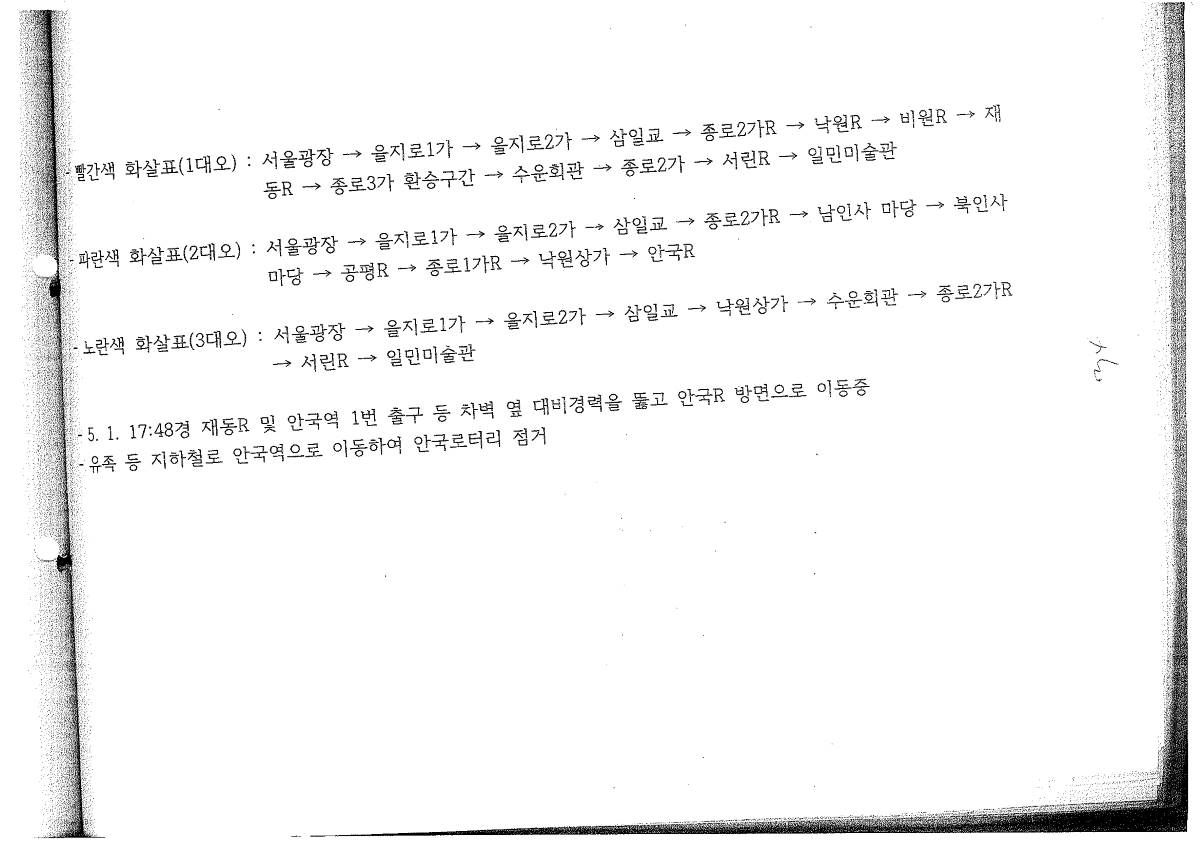 - 빨간색 화살표(1대오) : 서울광장 → 을지로1가 → 을지로2가 → 삼일교 → 종로2가R → 낙원R → 비원R → 재
동R → 종로3가 환승구간 → 수운회관 → 종로2가 → 서린R → 일민미술관
- 파란색 화살표(2대오) : 서울광장 → 을지로1가 → 을지로2가 → 삼일교 → 종로2가R → 남인사 마당 → 북인사
마당 → 공평R → 종로1가R → 낙원상가 → 안국R
- 노란색 화살표(3대오) : 서울광장 → 을지로1가 → 을지로2가 → 삼일교 → 낙원상가 → 수운회관 → 종로2가R
→ 서린R → 일민미술관
- 5. 1. 17:48경 재동R 및 안국역 1번 출구 등 차벽 옆 대비경력을 뚫고 안국R 방면으로 이동중
- 유족 등 지하철로 안국역으로 이동하여 안국로터리 점거